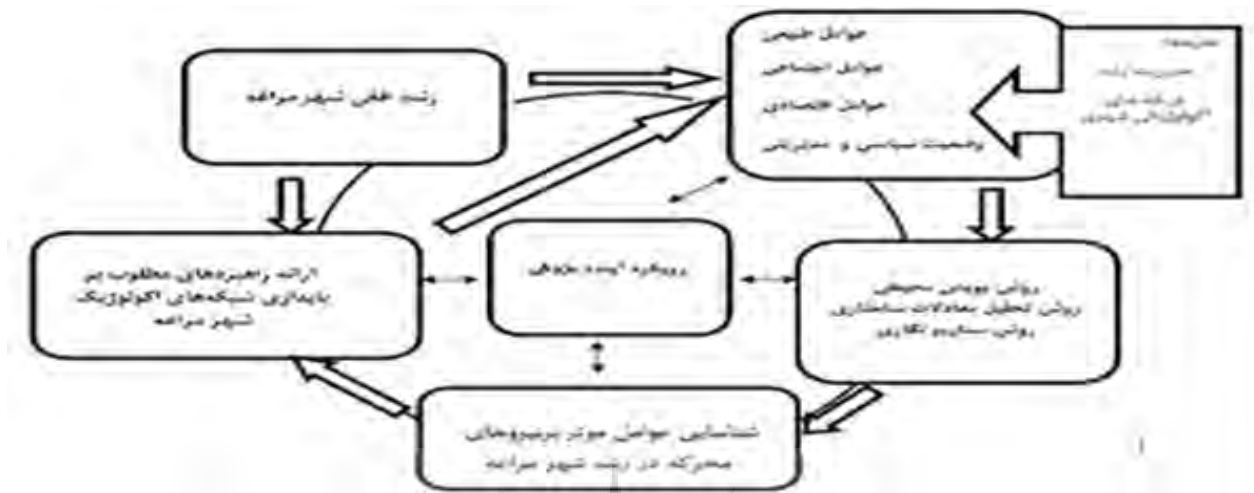 عوامل طبیعی
عوامل اجتماعی
عوامل اقتصادی
وضعیت سیاسی و مدیریتی
رشد افقی شهر مراغه
رویکرد آینده پژوهی
ارائه راهبردهای مطلوب بر
پایداری شبکه‌های اکولوژیک
شهر مراغه
روش پویش محیطی
روش تحلیل معادلات ساختاری
روش سناریو نگاری
شناسایی عوامل موثر بر نیروهای
محرکه در رشد شهر مراغه